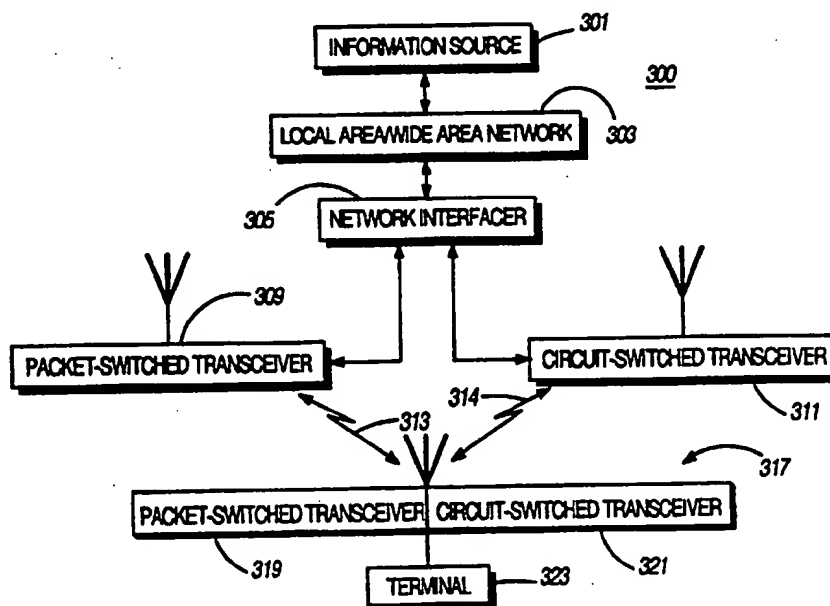 INFORMATION SOURCE
301
300
LOCAL AREA/WIDE AREA NETWORK
303
305
NETWORK INTERFACER
309
PACKET-SWITCHED TRANSCEIVER
CIRCUIT-SWITCHED TRANSCEIVER
311
313
314
317
PACKET-SWITCHED TRANSCEIVER
CIRCUIT-SWITCHED TRANSCEIVER
319
321
TERMINAL
323